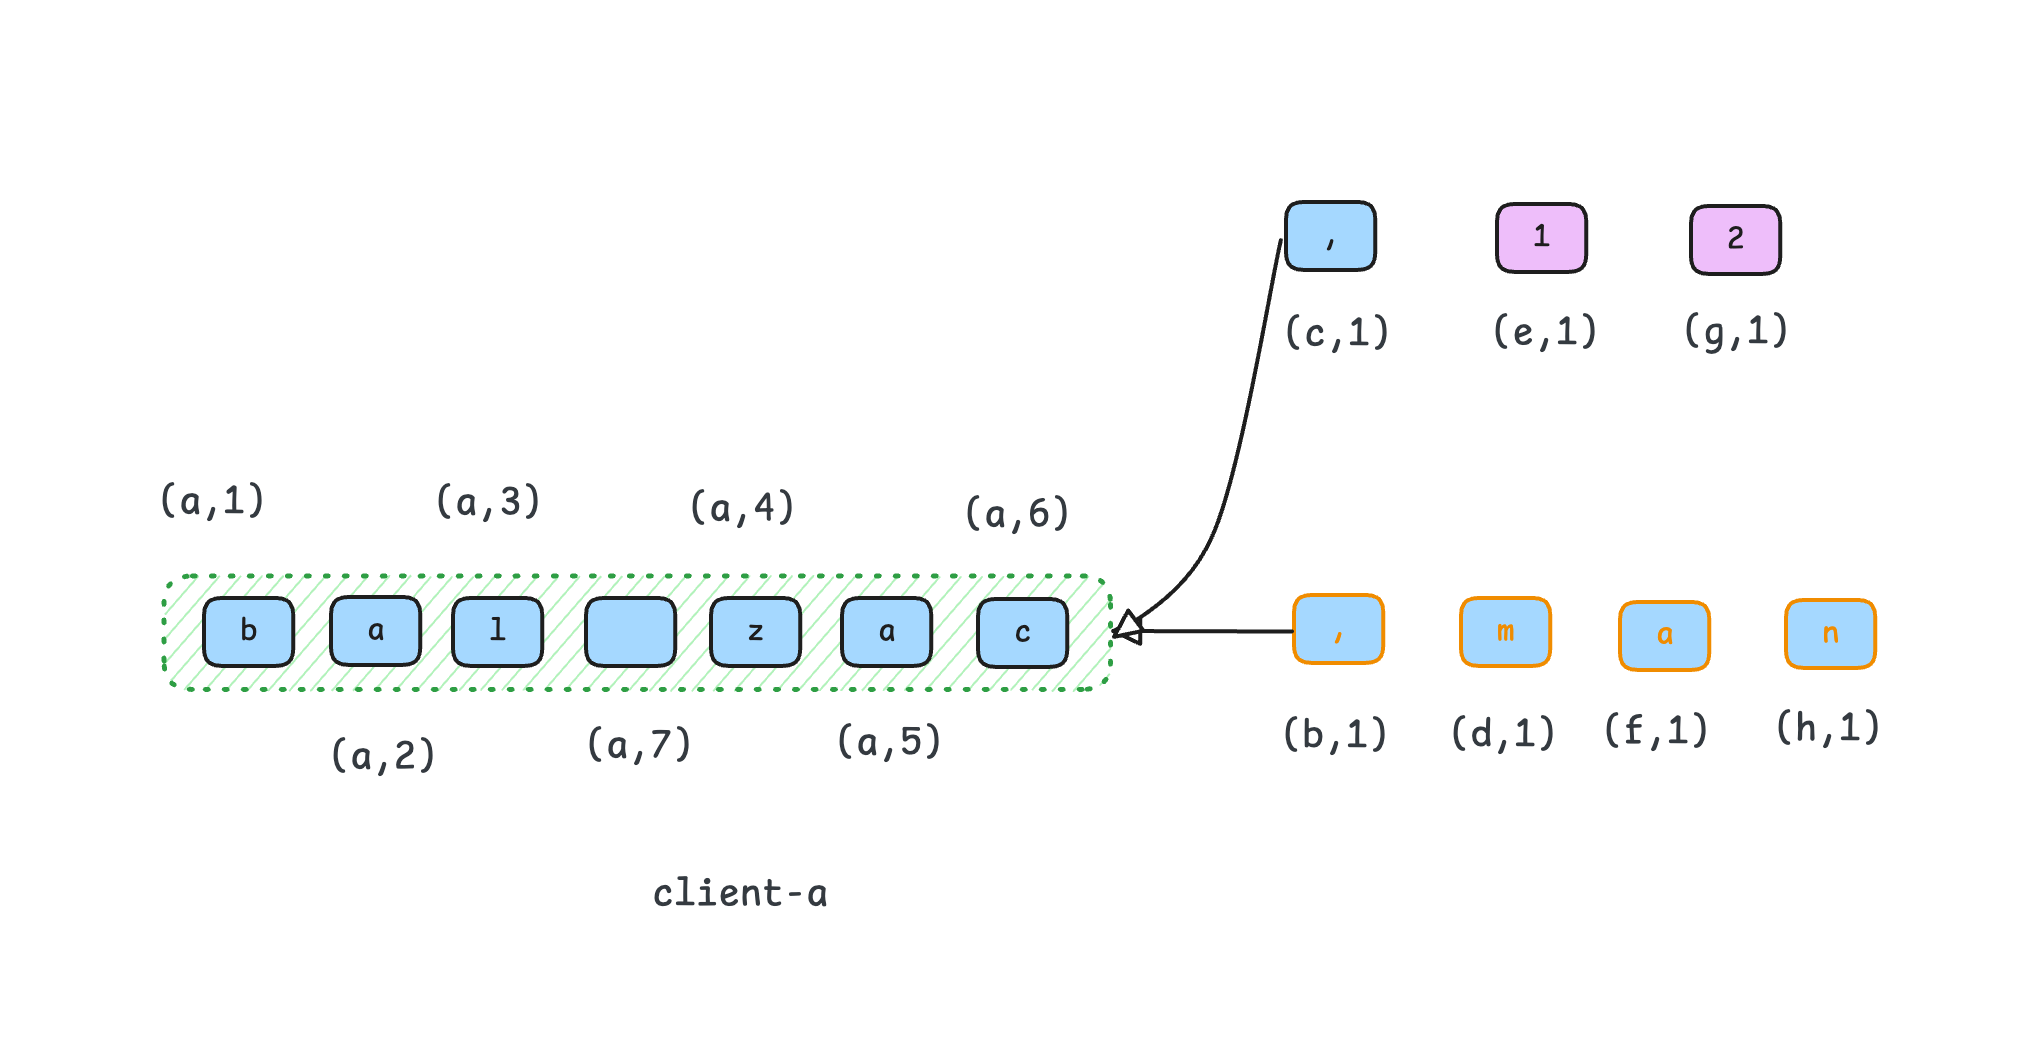 , 1 2
(c,1) (e,1) (g,1)
(a,1) (a,3) (a,4) (a,6)
b a l z a c , m a n
(a,2) (a,7) (a,5) (b,1) (d,1) (f,1) (h,1)
client-a